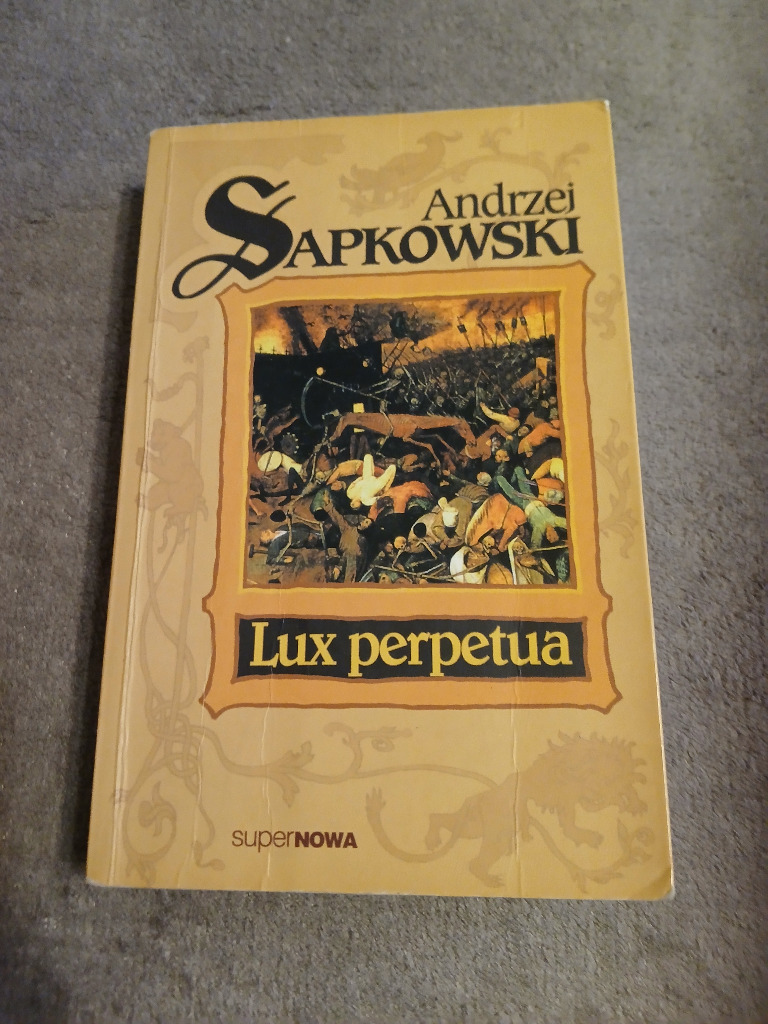 Andrzej
SAPKOWSKI
Lux perpetua
superNOWA